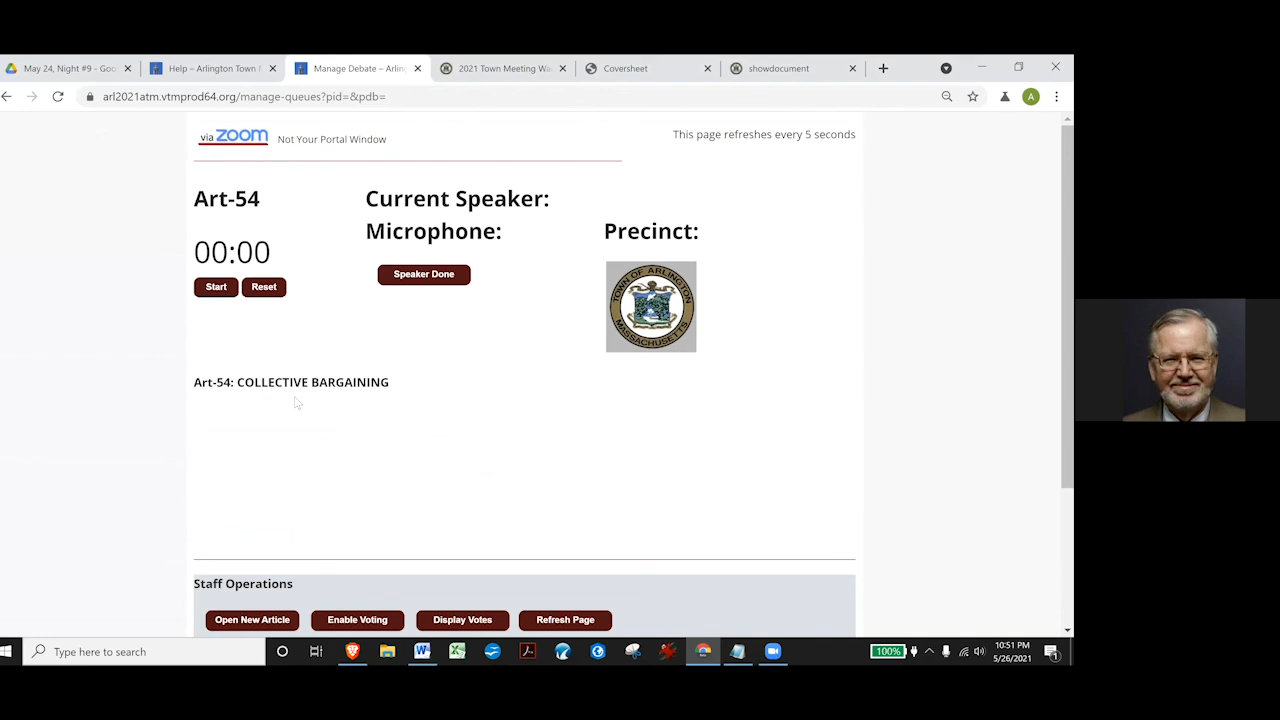 May 24, Night #9 - Goo
Help – Arlington Town M
Manage Debate – Arlin
2021 Town Meeting Wa
Coversheet
showdocument
arl2021atm.vtmprod64.org/manage-queues?pid=&pdb=
A
via zoom
Not Your Portal Window
This page refreshes every 5 seconds
Art-54
Current Speaker:
Microphone:
Precinct:
00:00
Speaker Done
Start
Reset
TOWN OF ARLINGTON
MASSACHUSETTS
Art-54: COLLECTIVE BARGAINING
Staff Operations
Open New Article
Enable Voting
Display Votes
Refresh Page
Type here to search
100%
10:51 PM
5/26/2021
1